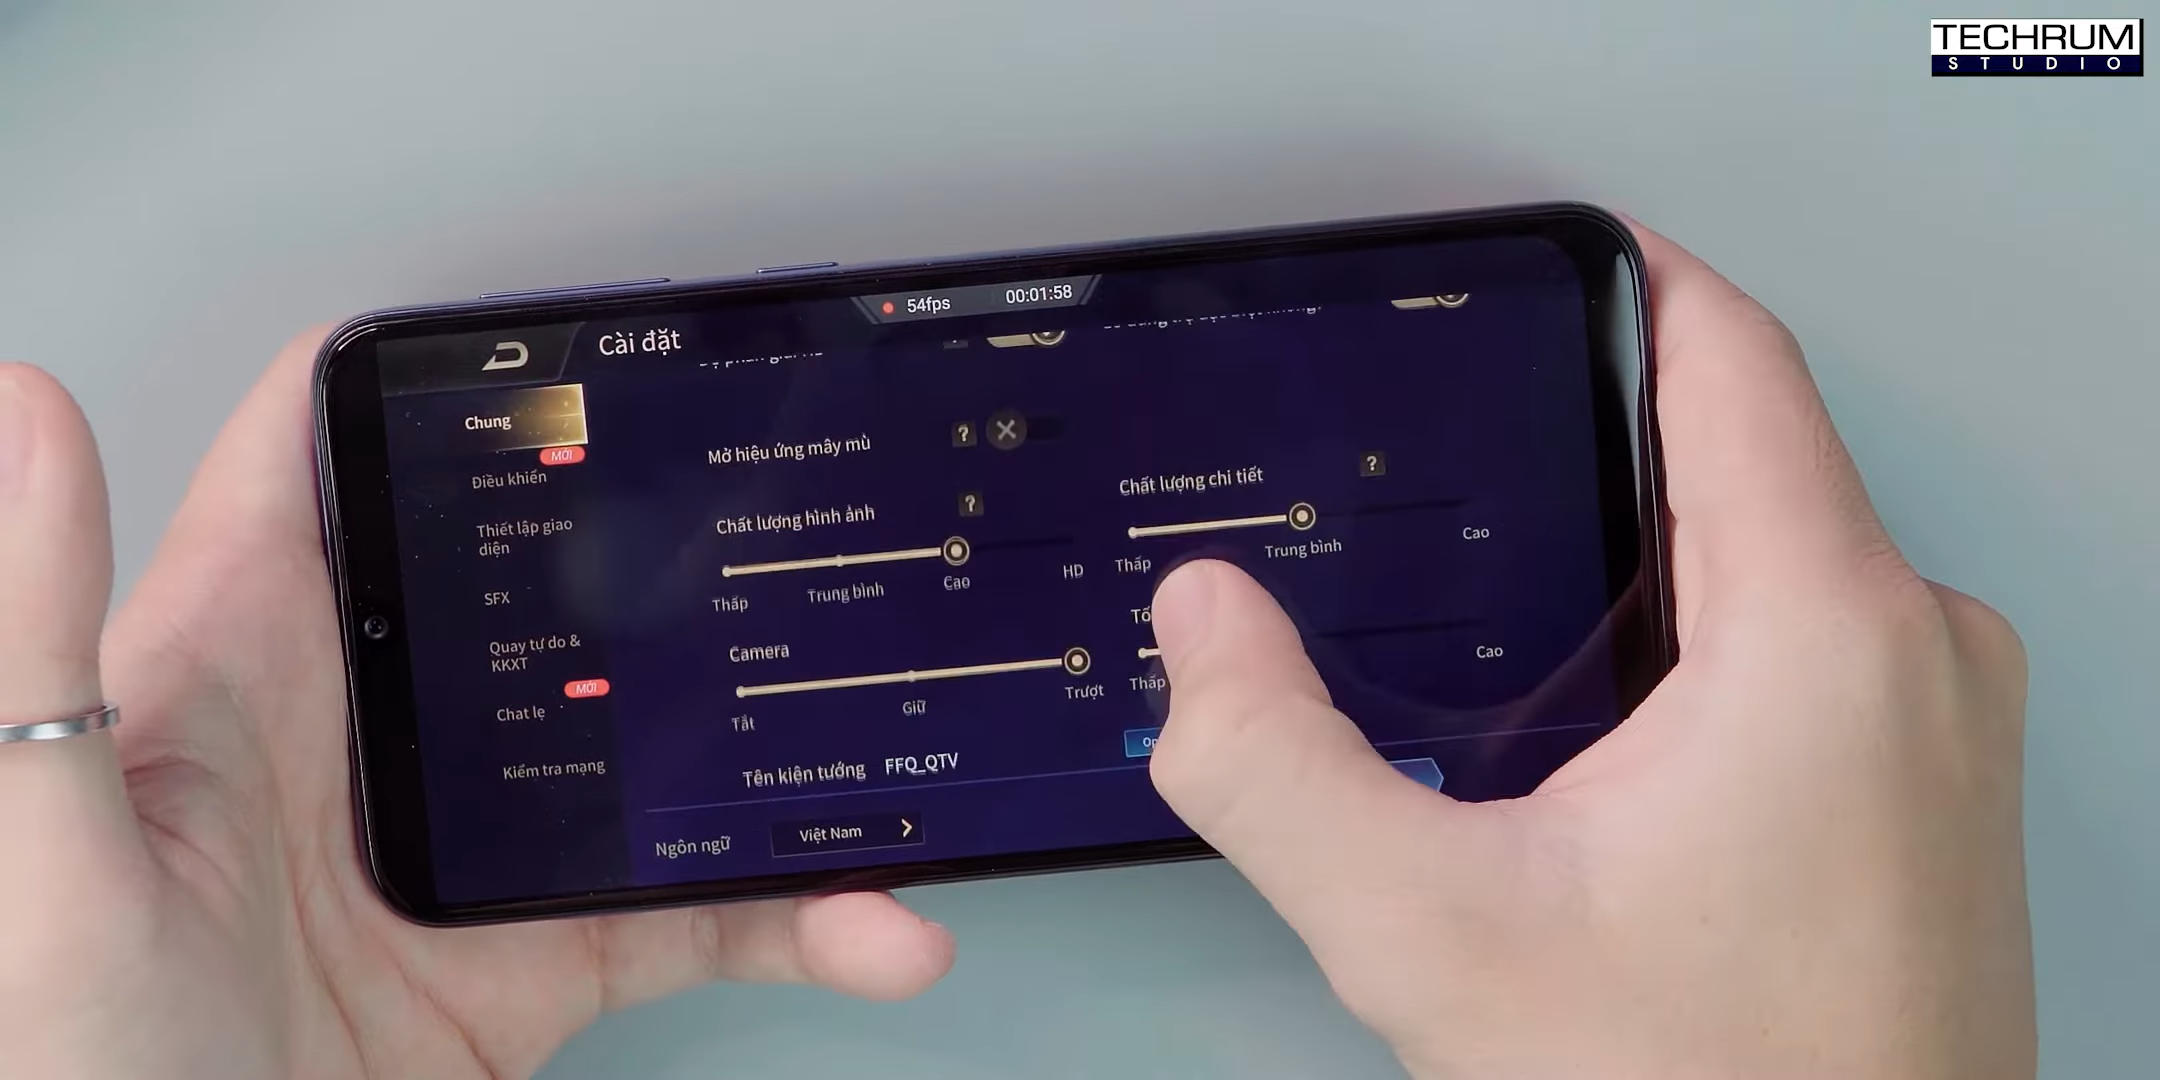 TECHRUM
STUDIO
54fps 00:01:58
Cài đặt
Chung
MỚI
Điều khiển
Thiết lập giao
diện
SFX
Quay tự do &
KKXT
MỚI
Chat lẹ
Kiểm tra mạng
Mở hiệu ứng mây mù ?
Chất lượng hình ảnh ?
Thấp Trung bình Cao HD
Chất lượng chi tiết ?
Thấp Trung bình Cao
Camera
Tắt Giữ Trượt
Thấp Cao
Tên kiện tướng FFQ_QTV
Ngôn ngữ Việt Nam